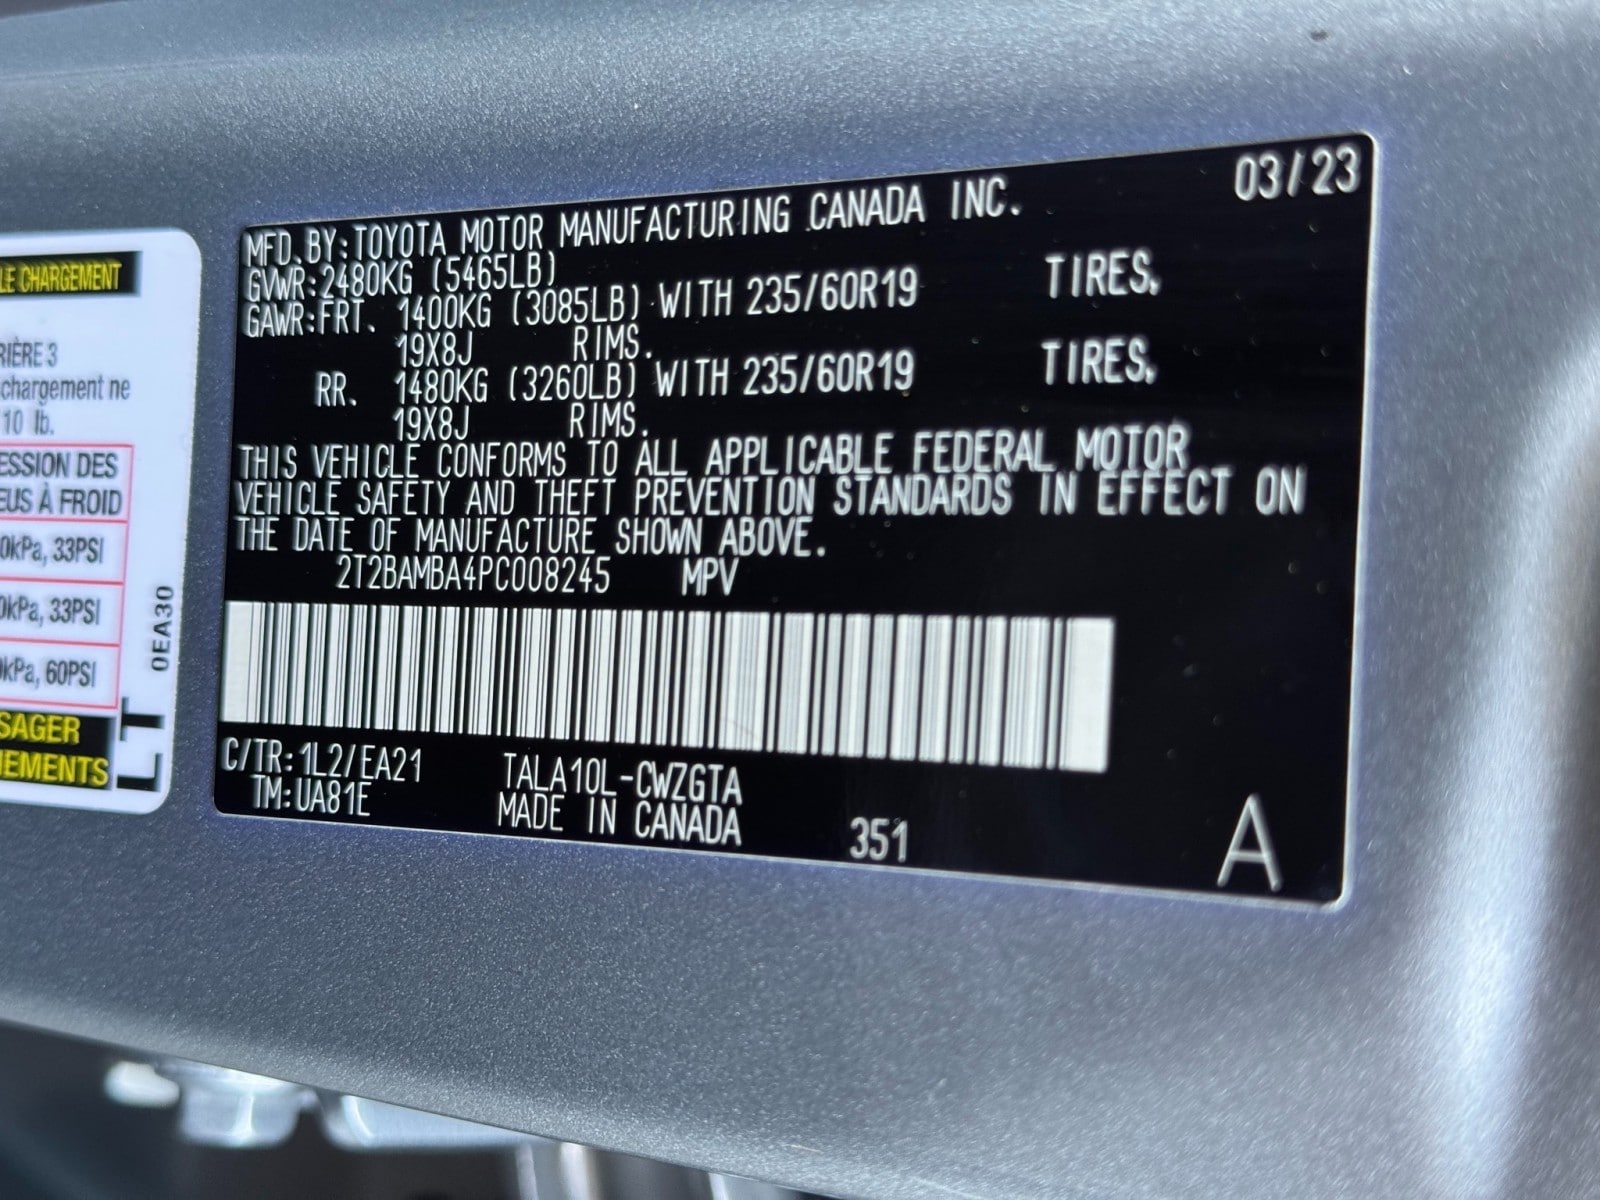 LE CHARGEMENT
RIÈRE 3
chargement ne
10 lb.
ESSION DES
EUS À FROID
0kPa, 33PSI
0kPa, 33PSI
0kPa, 60PSI
SAGER
NEMENTS
0EA30
LT
03/23
MFD. BY:TOYOTA MOTOR MANUFACTURING CANADA INC.
GVWR:2480KG (5465LB)
GAWR:FRT. 1400KG (3085LB) WITH 235/60R19 TIRES,
19X8J RIMS.
RR. 1480KG (3260LB) WITH 235/60R19 TIRES,
19X8J RIMS.
THIS VEHICLE CONFORMS TO ALL APPLICABLE FEDERAL MOTOR
VEHICLE SAFETY AND THEFT PREVENTION STANDARDS IN EFFECT ON
THE DATE OF MANUFACTURE SHOWN ABOVE.
2T2BAMBA4PC008245 MPV
C/TR:1L2/EA21 TALA10L-CWZGTA
TM:UA81E MADE IN CANADA 351 A